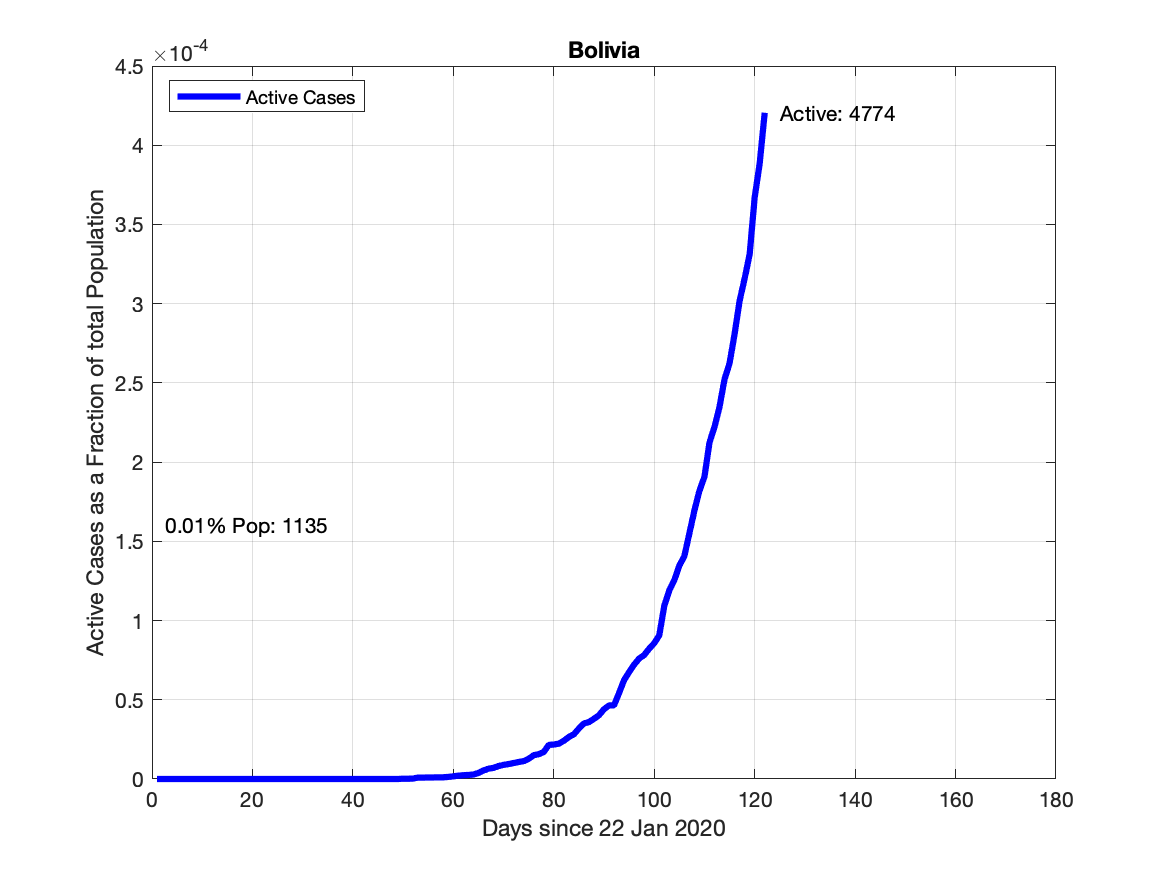 Bolivia
×10-4
Active Cases
Active: 4774
0.01% Pop: 1135
Active Cases as a Fraction of total Population
4.5
4
3.5
3
2.5
2
1.5
1
0.5
0
0 20 40 60 80 100 120 140 160 180
Days since 22 Jan 2020